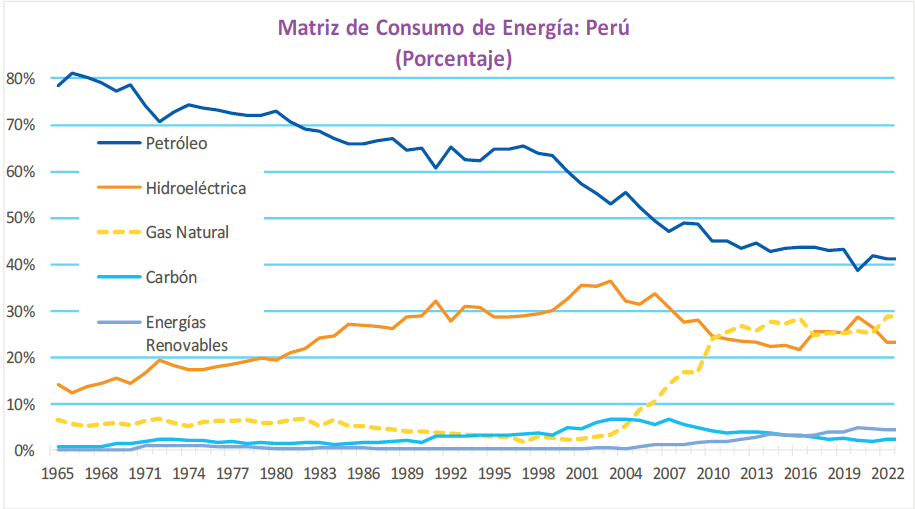 Matriz de Consumo de Energía: Perú
(Porcentaje)
80%
70%
60%
50%
40%
30%
20%
10%
0%
Petróleo
Hidroeléctrica
Gas Natural
Carbón
Energías
Renovables
1965 1968 1971 1974 1977 1980 1983 1986 1989 1992 1995 1998 2001 2004 2007 2010 2013 2016 2019 2022